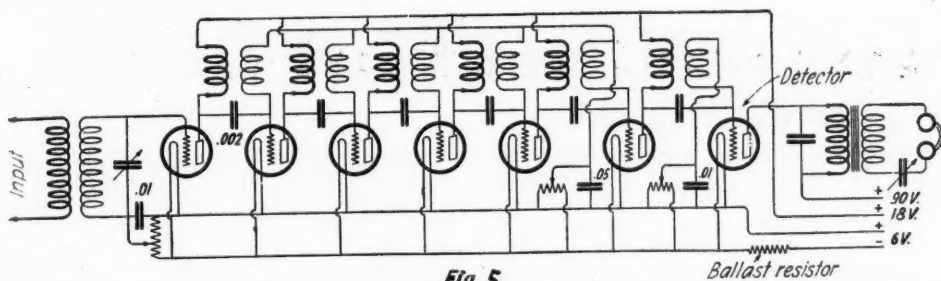 Input
.01
.002
.05
.01
Detector
+
90 V.
+
18 V.
+
6 V.
-
Ballast resistor
Fig. 5